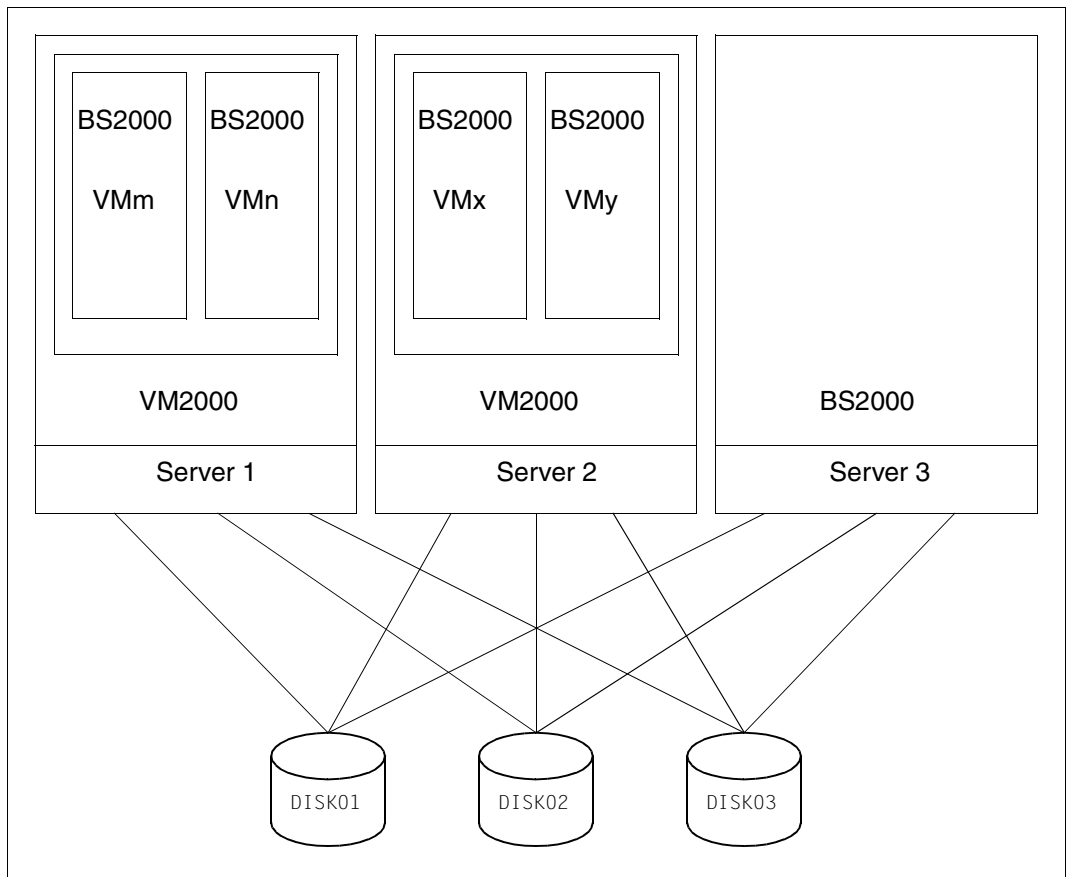 BS2000 BS2000
VMm VMn
VM2000
Server 1
BS2000 BS2000
VMx VMy
VM2000
Server 2
BS2000
Server 3
DISK01 DISK02 DISK03